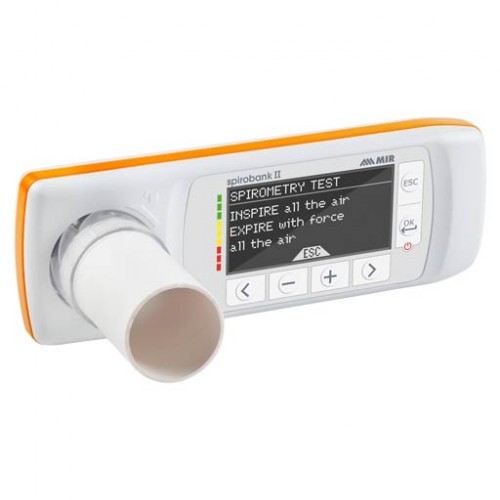 spirobank II
MIR
SPIROMETRY TEST
INSPIRE all the air
EXPIRE with force
all the air
ESC
ESC
OK